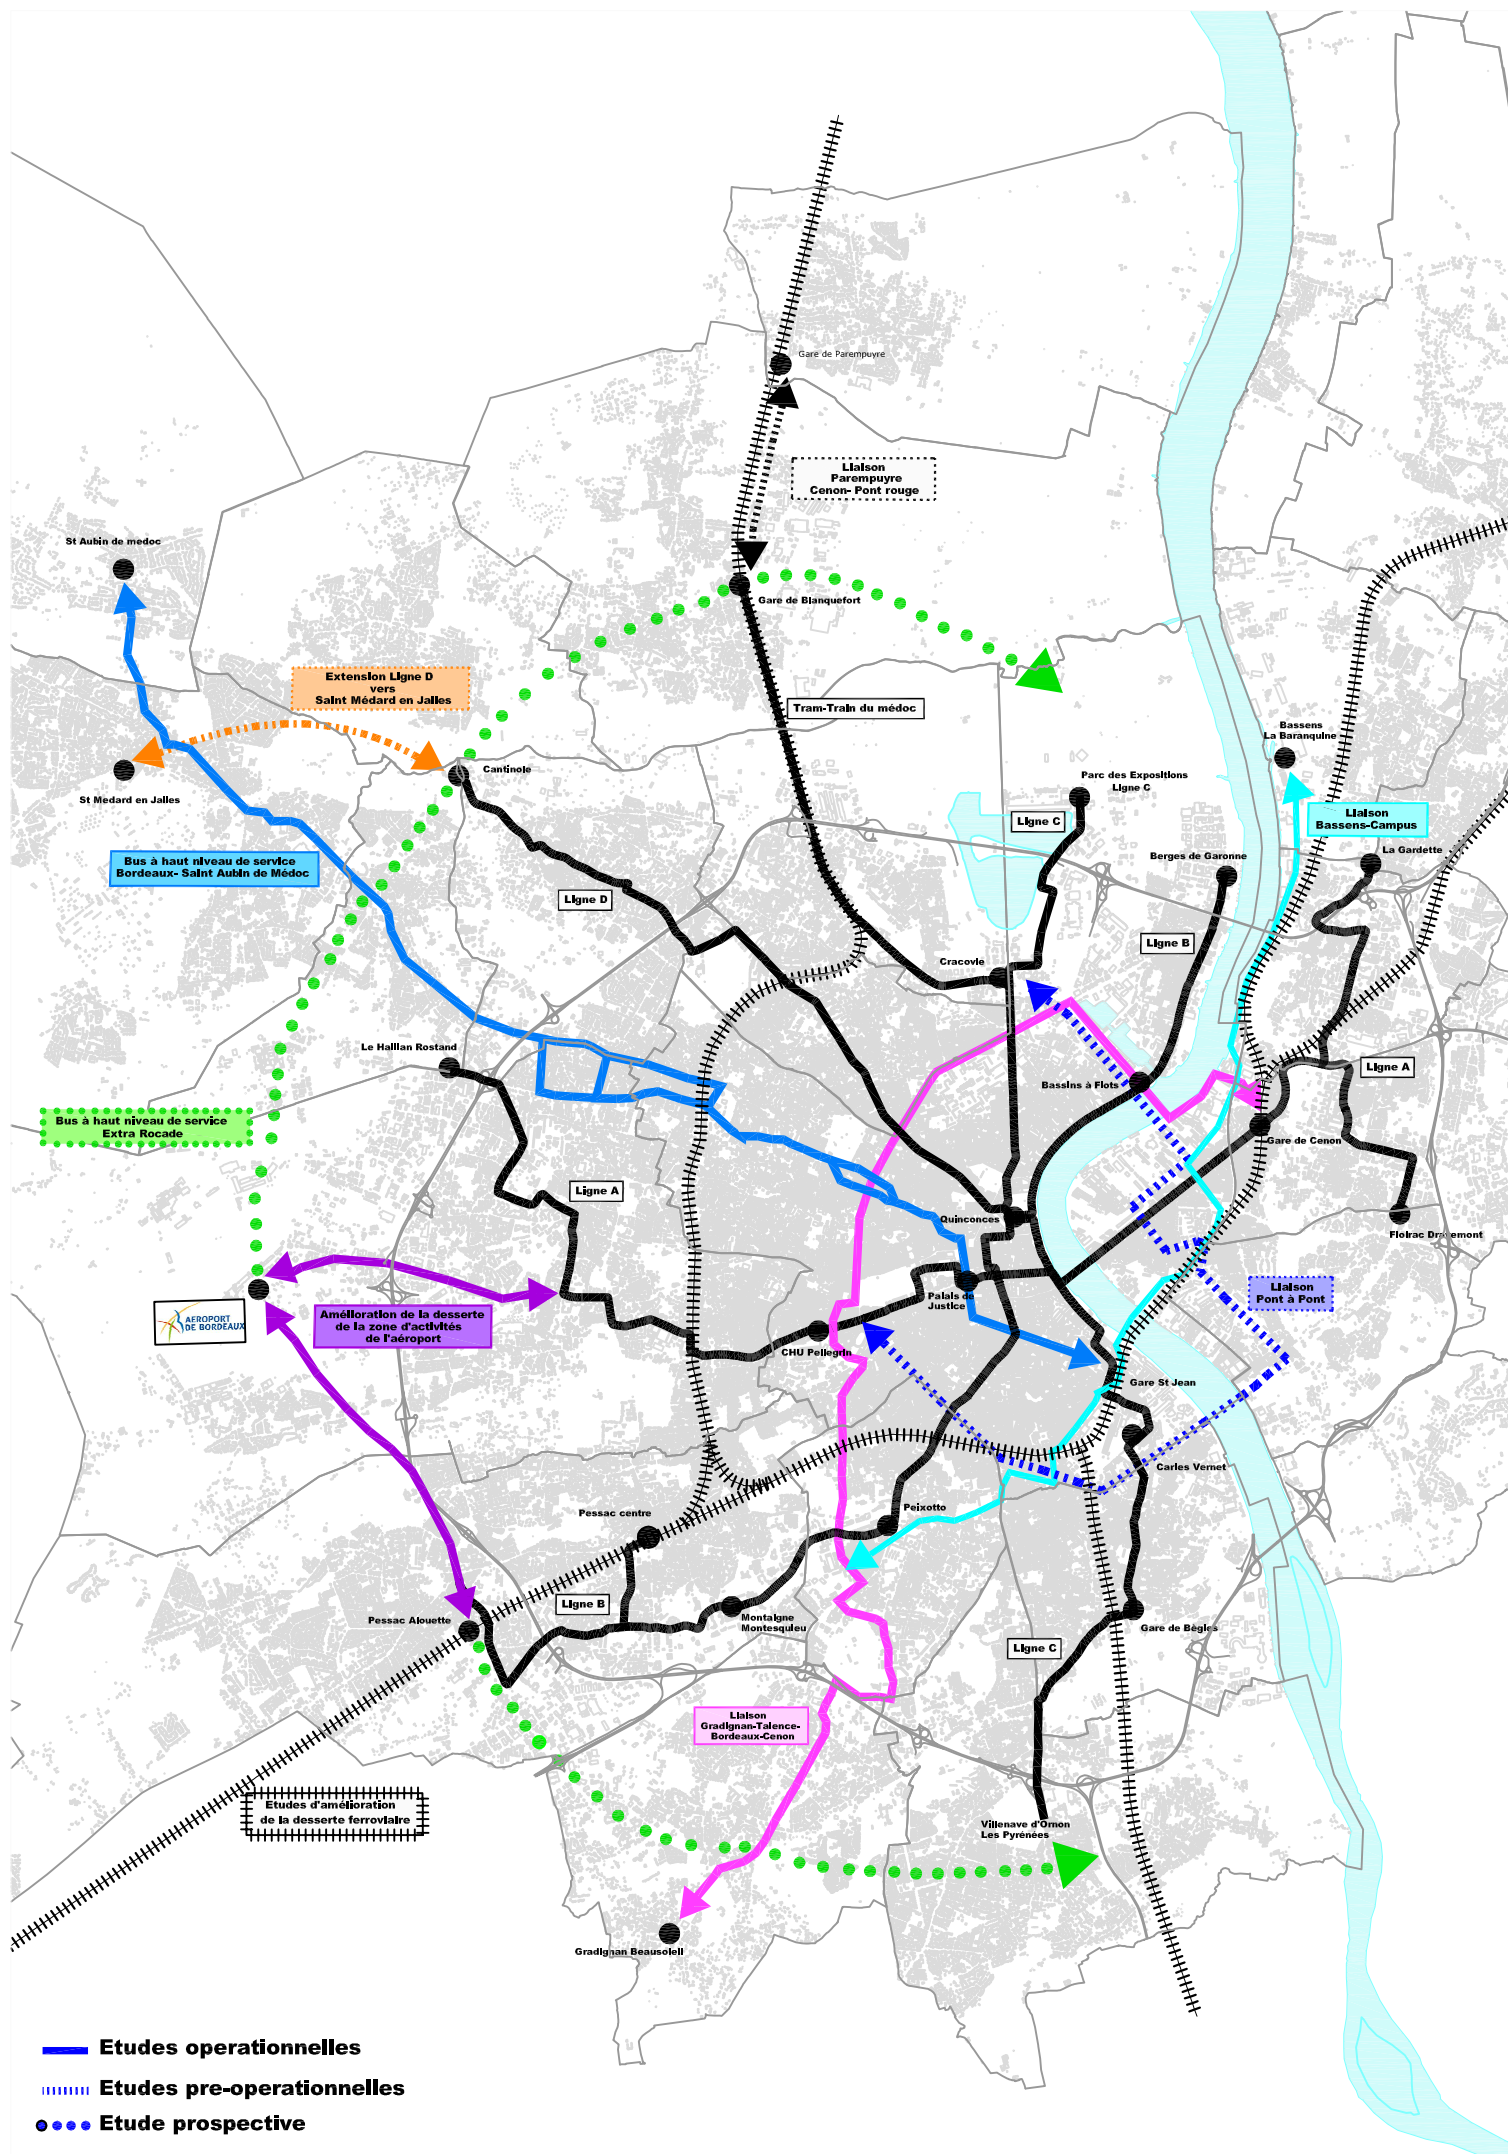 Gare de Parempuyre
Liaison
Parempuyre
Cenon- Pont rouge
St Aubin de medoc
Gare de Blanquefort
Extension Ligne D
vers
Saint Médard en Jalles
Tram-Train du médoc
Bassens
La Baranquine
Cantinole
St Medard en Jalles
Parc des Expositions
Ligne C
Ligne C
Liaison
Bassens-Campus
La Gardette
Berges de Garonne
Bus à haut niveau de service
Bordeaux- Saint Aubin de Médoc
Ligne D
Ligne B
Cracovie
Le Haillan Rostand
Ligne A
Bassins à Flots
Bus à haut niveau de service
Extra Rocade
Gare de Cenon
Ligne A
Quinconces
Floirac Dravemont
Liaison
Pont à Pont
Palais de
Justice
AEROPORT
DE BORDEAUX
Amélioration de la desserte
de la zone d'activités
de l'aéroport
CHU Pellegrin
Gare St Jean
Carles Vernet
Pessac centre
Peixotto
Ligne B
Pessac Alouette
Montaigne
Montesquieu
Gare de Bègles
Ligne C
Liaison
Gradignan-Talence-
Bordeaux-Cenon
Etudes d'amélioration
de la desserte ferroviaire
Villenave d'Ornon
Les Pyrénées
Gradignan Beausoleil
Etudes operationnelles
Etudes pre-operationnelles
Etude prospective